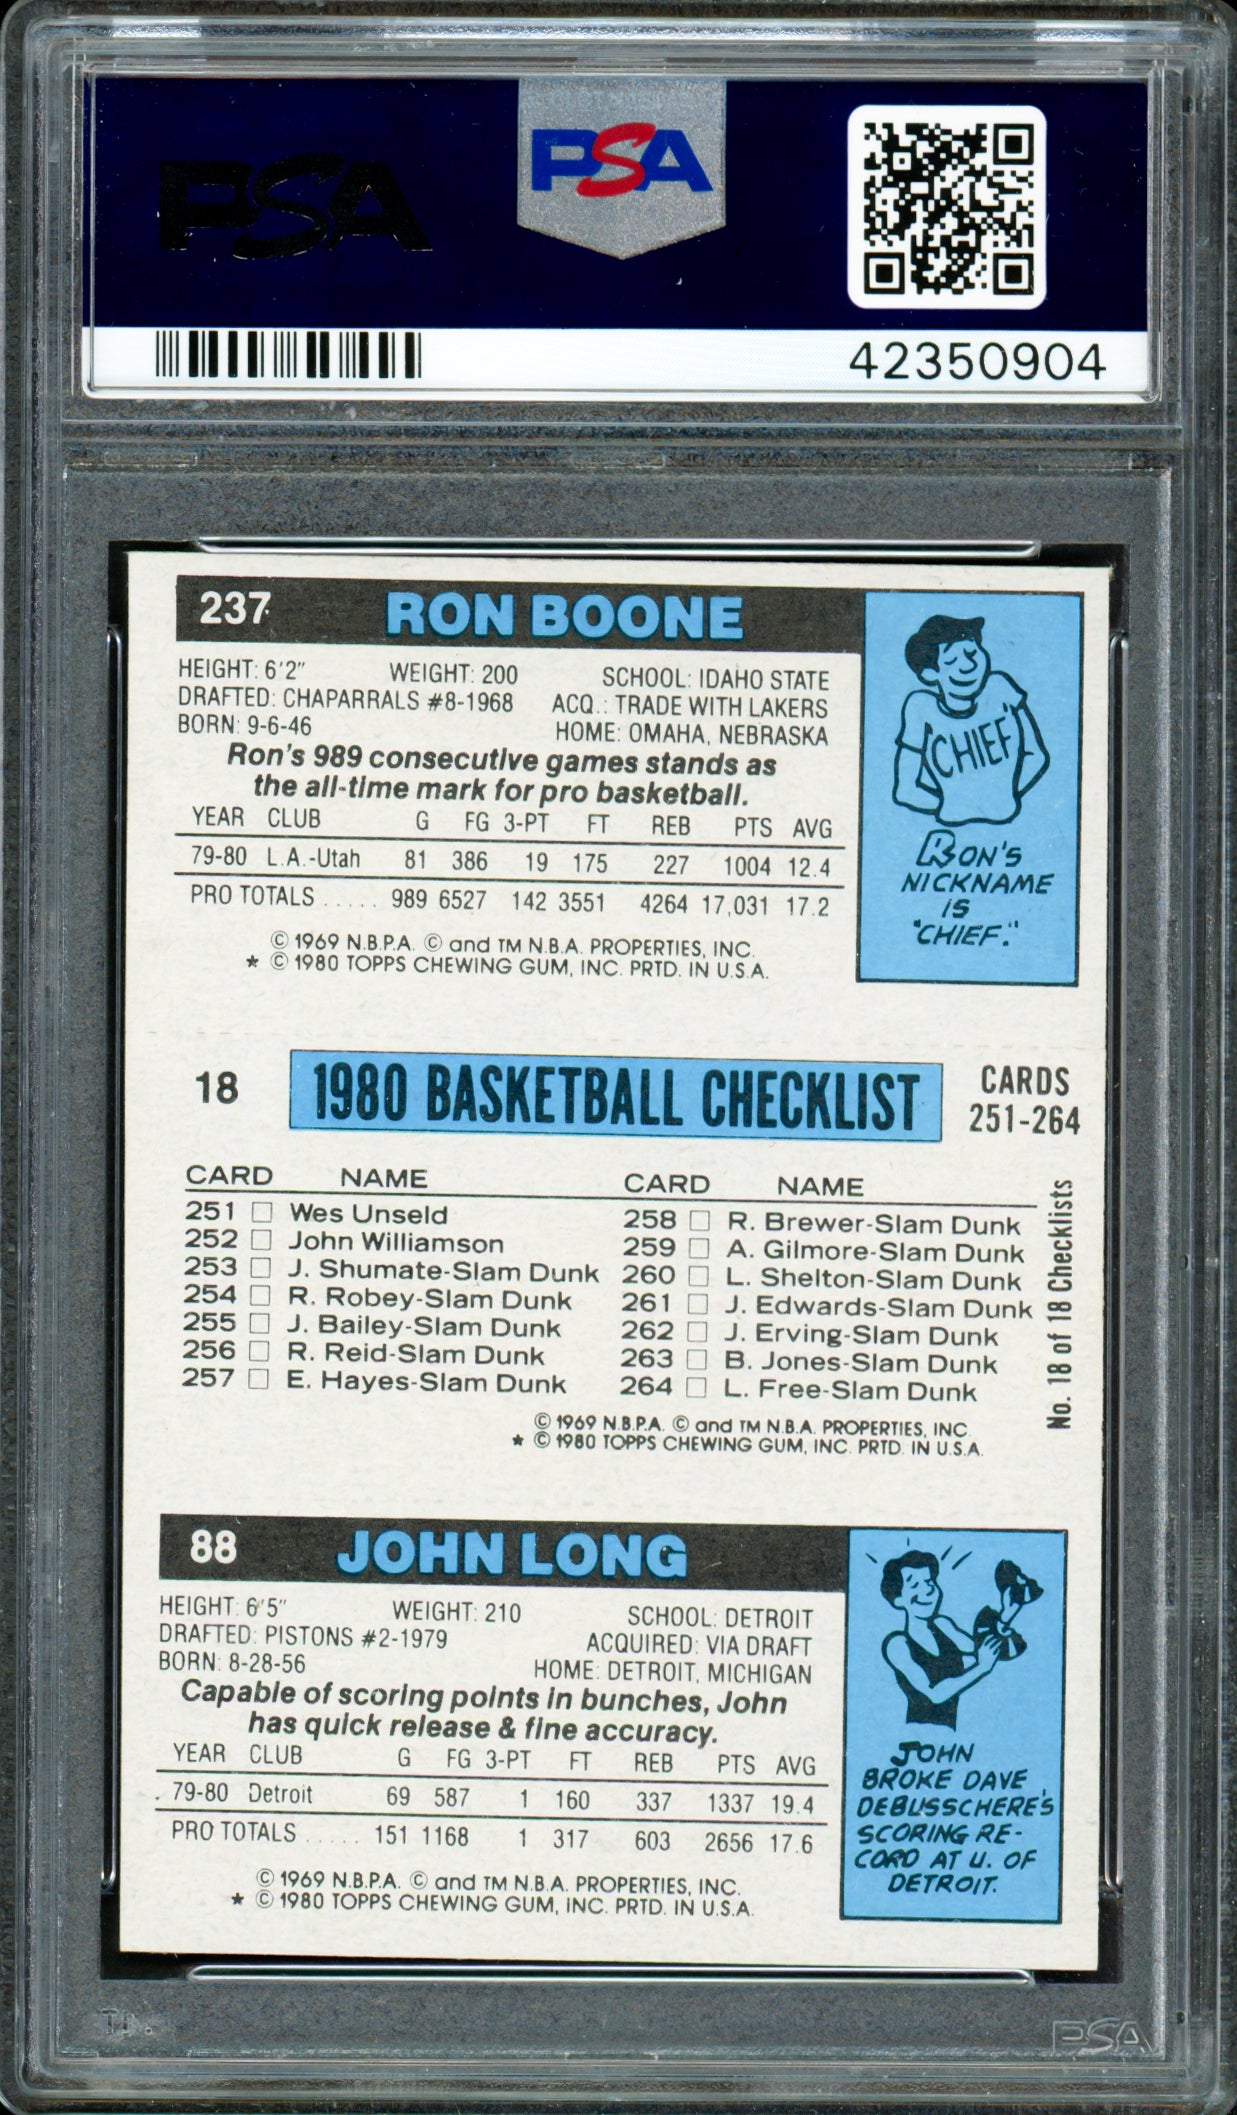 PSA
PSA
42350904
237 RON BOONE
HEIGHT: 6'2" WEIGHT: 200 SCHOOL: IDAHO STATE
DRAFTED: CHAPARRALS #8-1968 ACQ.: TRADE WITH LAKERS
BORN: 9-6-46 HOME: OMAHA, NEBRASKA
Ron's 989 consecutive games stands as
the all-time mark for pro basketball.
YEAR CLUB G FG 3-PT FT REB PTS AVG
79-80 L.A.-Utah 81 386 19 175 227 1004 12.4
PRO TOTALS ..... 989 6527 142 3551 4264 17,031 17.2
© 1969 N.B.P.A. © and TM N.B.A. PROPERTIES, INC.
* © 1980 TOPPS CHEWING GUM, INC. PRTD. IN U.S.A.
CHIEF
RON'S
NICKNAME
IS
"CHIEF."
18 1980 BASKETBALL CHECKLIST CARDS
251-264
CARD NAME
251 □ Wes Unseld
252 □ John Williamson
253 □ J. Shumate-Slam Dunk
254 □ R. Robey-Slam Dunk
255 □ J. Bailey-Slam Dunk
256 □ R. Reid-Slam Dunk
257 □ E. Hayes-Slam Dunk
CARD NAME
258 □ R. Brewer-Slam Dunk
259 □ A. Gilmore-Slam Dunk
260 □ L. Shelton-Slam Dunk
261 □ J. Edwards-Slam Dunk
262 □ J. Erving-Slam Dunk
263 □ B. Jones-Slam Dunk
264 □ L. Free-Slam Dunk
No. 18 of 18 Checklists
© 1969 N.B.P.A. © and TM N.B.A. PROPERTIES, INC.
* © 1980 TOPPS CHEWING GUM, INC. PRTD. IN U.S.A.
88 JOHN LONG
HEIGHT: 6'5" WEIGHT: 210 SCHOOL: DETROIT
DRAFTED: PISTONS #2-1979 ACQUIRED: VIA DRAFT
BORN: 8-28-56 HOME: DETROIT, MICHIGAN
Capable of scoring points in bunches, John
has quick release & fine accuracy.
YEAR CLUB G FG 3-PT FT REB PTS AVG
79-80 Detroit 69 587 1 160 337 1337 19.4
PRO TOTALS ..... 151 1168 1 317 603 2656 17.6
© 1969 N.B.P.A. © and TM N.B.A. PROPERTIES, INC.
* © 1980 TOPPS CHEWING GUM, INC. PRTD. IN U.S.A.
JOHN
BROKE DAVE
DEBUSSCHERE'S
SCORING RE-
CORD AT U. OF
DETROIT.
PSA